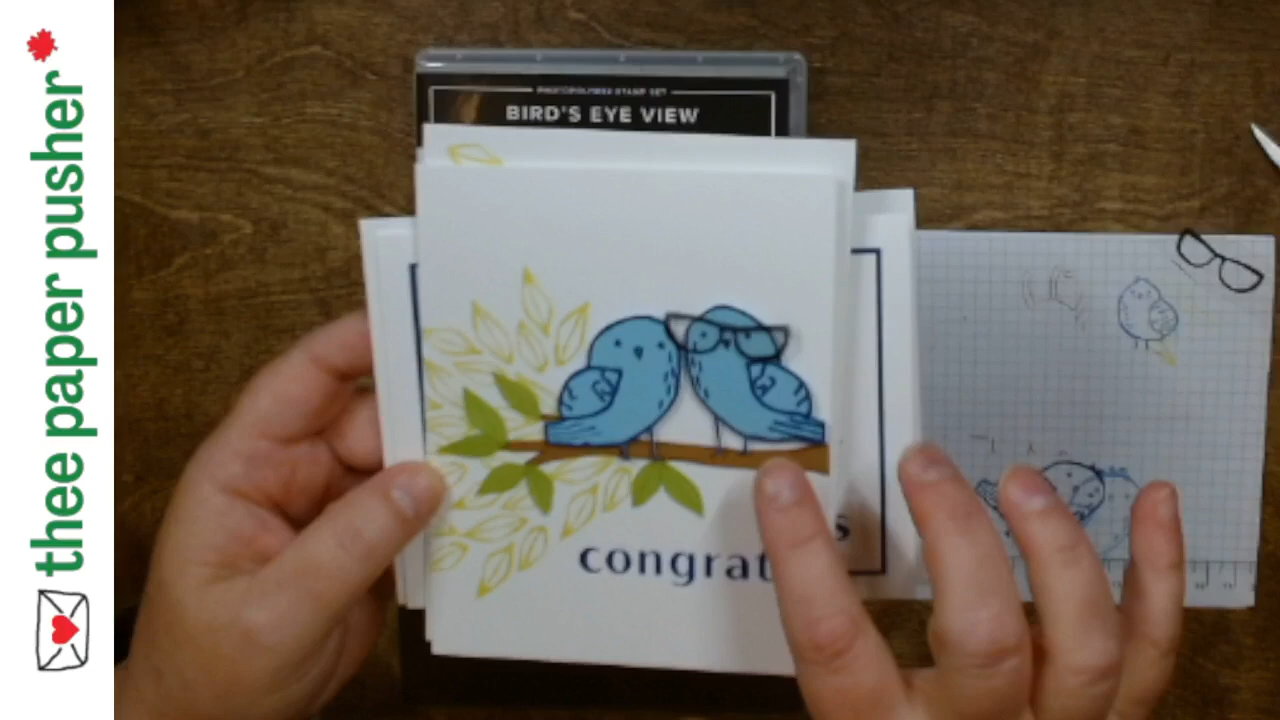 thee paper pusher
PHOTOPOLYMER STAMP SET
BIRD'S EYE VIEW
congrat
s